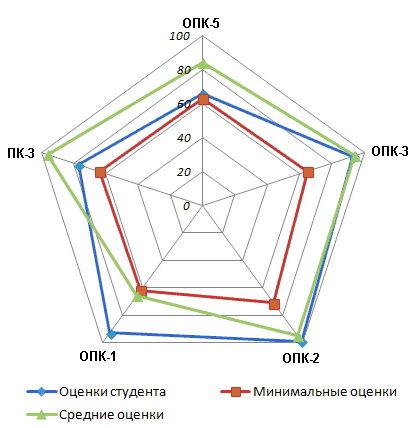 ОПК-5
100
80
60
40
20
0
ПК-3
ОПК-3
ОПК-1
ОПК-2
Оценки студента
Минимальные оценки
Средние оценки